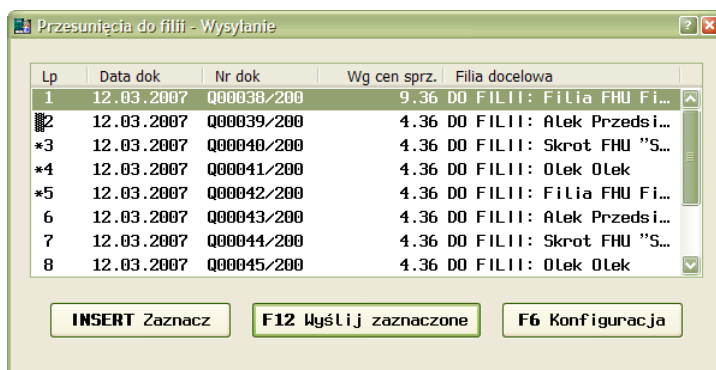 Przesunięcia do filii - Wysyłanie
Lp Data dok Nr dok Wg cen sprz. Filia docelowa
1 12.03.2007 Q00038/200 9.36 DO FILII: Filia FHU Fi...
2 12.03.2007 Q00039/200 4.36 DO FILII: Alek Przedsi...
*3 12.03.2007 Q00040/200 4.36 DO FILII: Skrot FHU "S...
*4 12.03.2007 Q00041/200 4.36 DO FILII: Olek Olek
*5 12.03.2007 Q00042/200 4.36 DO FILII: Filia FHU Fi...
6 12.03.2007 Q00043/200 4.36 DO FILII: Alek Przedsi...
7 12.03.2007 Q00044/200 4.36 DO FILII: Skrot FHU "S...
8 12.03.2007 Q00045/200 4.36 DO FILII: Olek Olek
INSERT Zaznacz F12 Wyślij zaznaczone F6 Konfiguracja